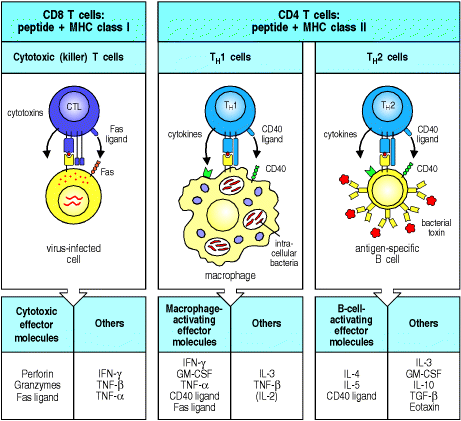 CD8 T cells:
peptide + MHC class I
CD4 T cells:
peptide + MHC class II
Cytotoxic (killer) T cells
TH1 cells
TH2 cells
CTL
cytotoxins
Fas
ligand
Fas
virus-infected
cell
TH1
cytokines
CD40
ligand
CD40
intra-
cellular
bacteria
macrophage
TH2
cytokines
CD40
ligand
CD40
bacterial
toxin
antigen-specific
B cell
Cytotoxic
effector
molecules
Others
Perforin
Granzymes
Fas ligand
IFN-γ
TNF-β
TNF-α
Macrophage-
activating
effector
molecules
Others
IFN-γ
GM-CSF
TNF-α
CD40 ligand
Fas ligand
IL-3
TNF-β
(IL-2)
B-cell-
activating
effector
molecules
Others
IL-4
IL-5
CD40 ligand
IL-3
GM-CSF
IL-10
TGF-β
Eotaxin